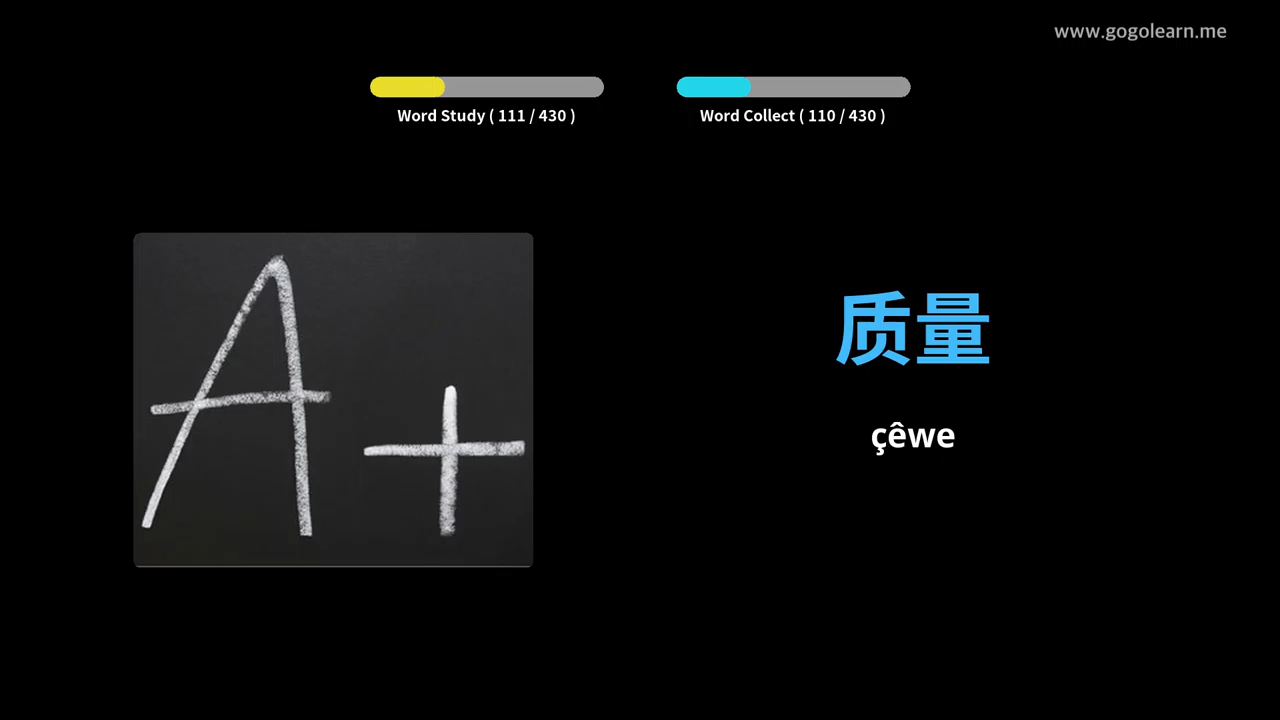 www.gogolearn.me
Word Study ( 111 / 430 )
Word Collect ( 110 / 430 )
A+
质量
çêwe